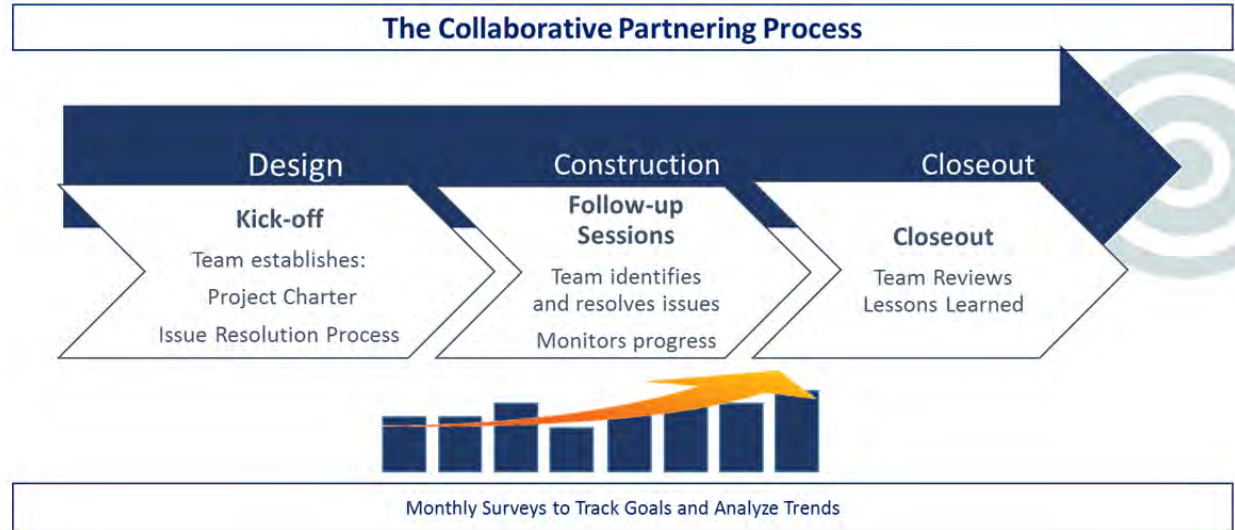 The Collaborative Partnering Process
Design
Construction
Closeout
Kick-off
Team establishes:
Project Charter
Issue Resolution Process
Follow-up
Sessions
Team identifies
and resolves issues
Monitors progress
Closeout
Team Reviews
Lessons Learned
Monthly Surveys to Track Goals and Analyze Trends